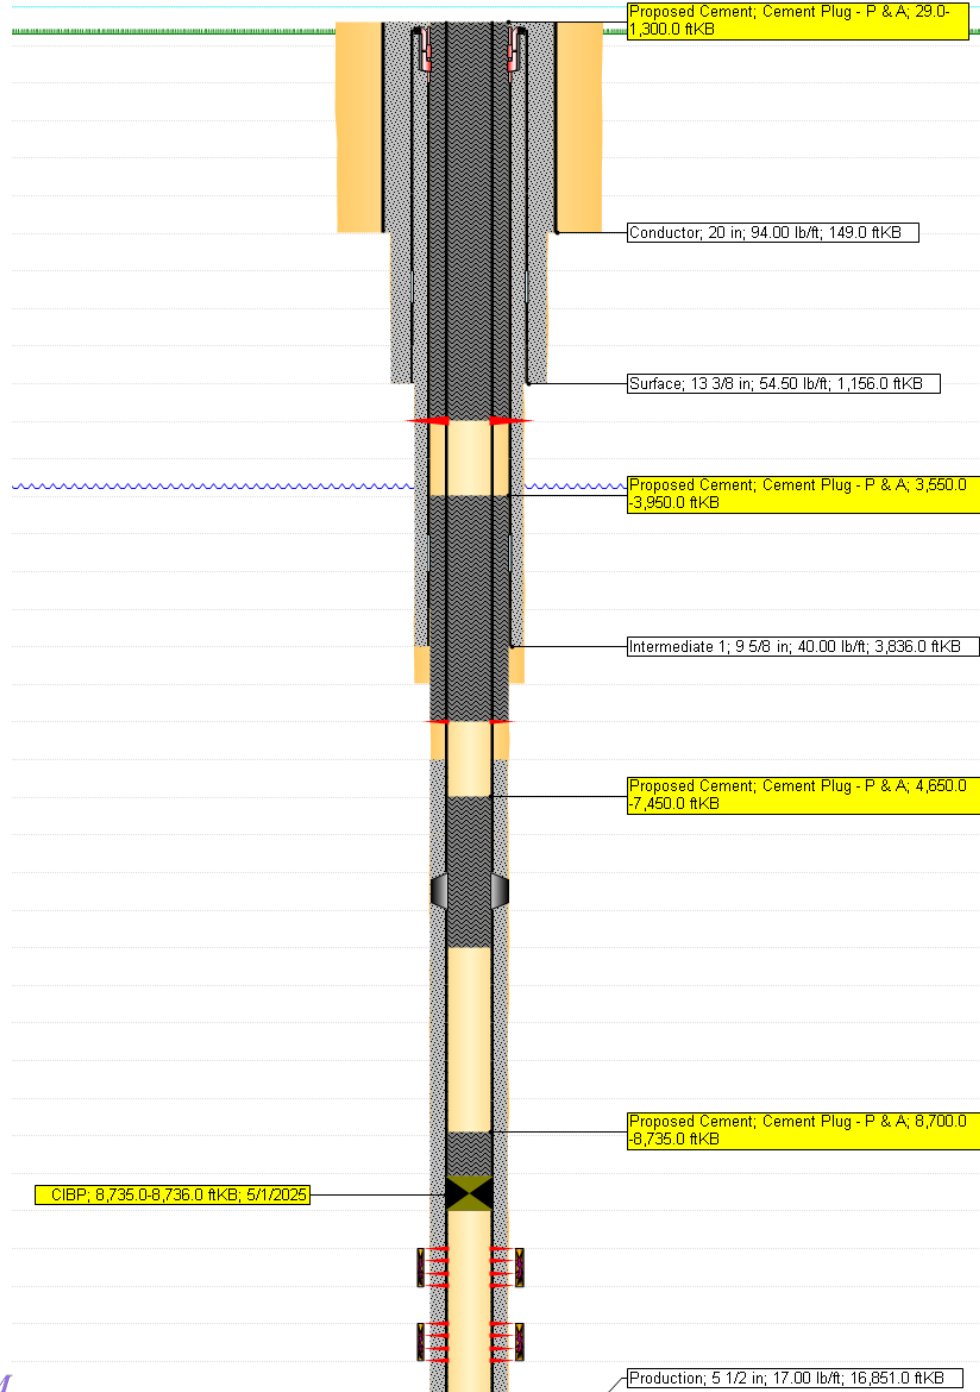 Proposed Cement; Cement Plug - P & A; 29.0-
1,300.0 ftKB
Conductor; 20 in; 94.00 lb/ft; 149.0 ftKB
Surface; 13 3/8 in; 54.50 lb/ft; 1,156.0 ftKB
Proposed Cement; Cement Plug - P & A; 3,550.0
-3,950.0 ftKB
Intermediate 1; 9 5/8 in; 40.00 lb/ft; 3,836.0 ftKB
Proposed Cement; Cement Plug - P & A; 4,650.0
-7,450.0 ftKB
Proposed Cement; Cement Plug - P & A; 8,700.0
-8,735.0 ftKB
CIBP; 8,735.0-8,736.0 ftKB; 5/1/2025
Production; 5 1/2 in; 17.00 lb/ft; 16,851.0 ftKB
M